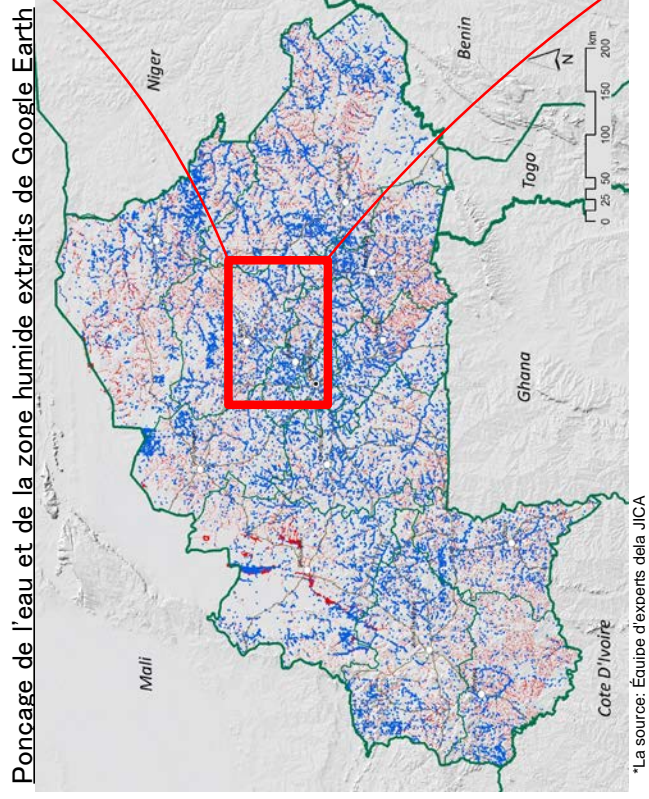 Ponçage de l'eau et de la zone humide extraits de Google Earth
Niger
Mali
Benin
Togo
Ghana
Cote D'Ivoire
N
km
0 25 50 100 150 200
*La source: Équipe d'experts dela JICA